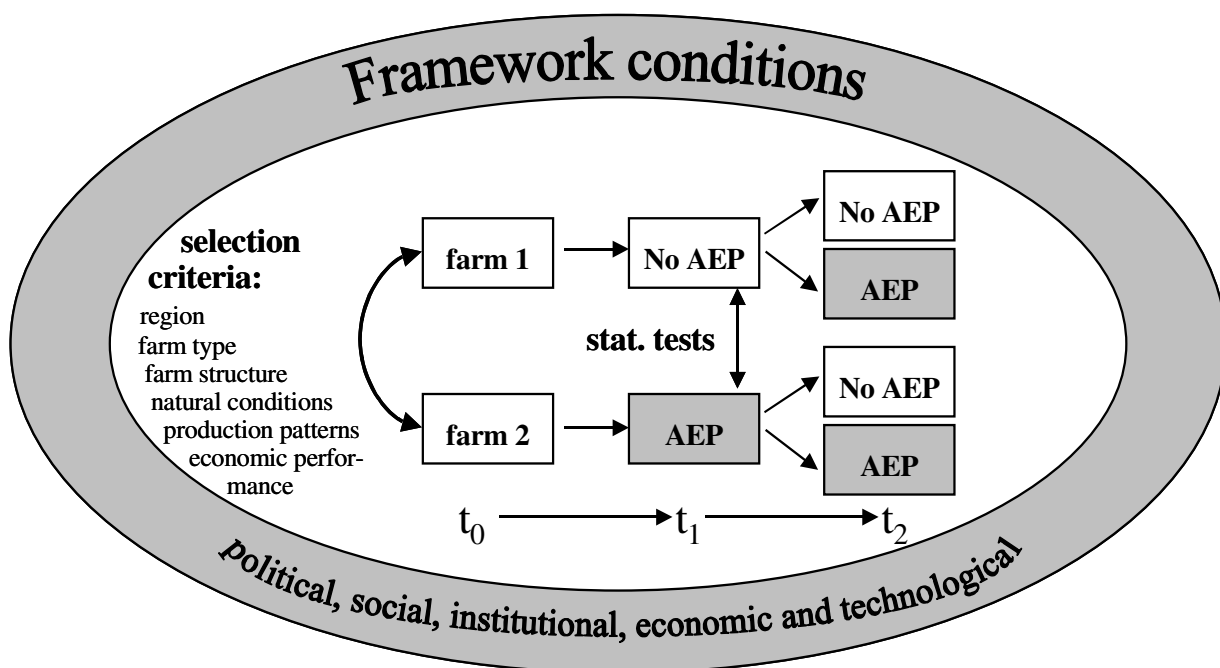 Framework conditions
selection
criteria:
region
farm type
farm structure
natural conditions
production patterns
economic perfor-
mance
farm 1
No AEP
No AEP
AEP
stat. tests
farm 2
AEP
No AEP
AEP
t0
t1
t2
political, social, institutional, economic and technological